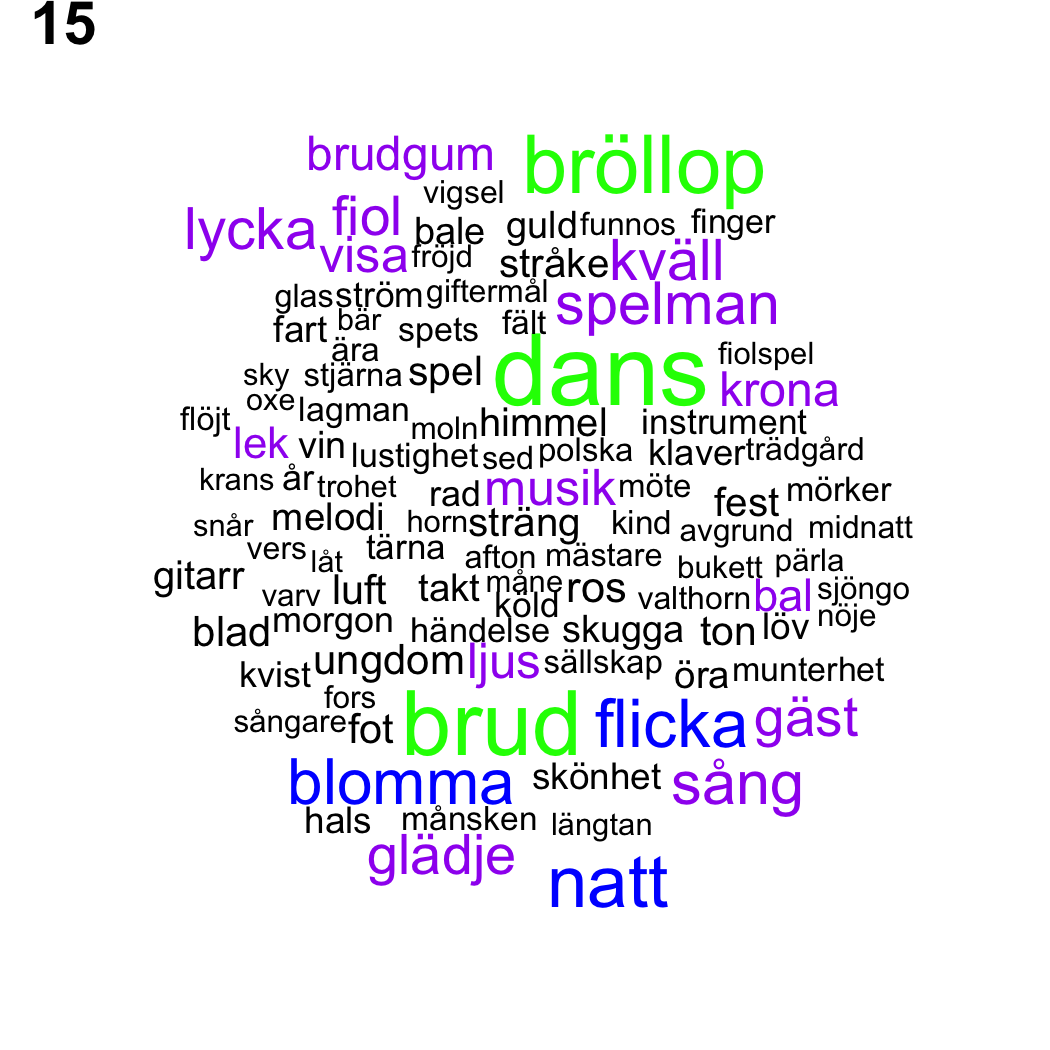 15
brudgum bröllop
vigsel
lycka fiol bale guld funnos finger
visa fröjd stråke kväll
glas ström giftermål spelman
fart bär spets fält
ära dans fiolspel
sky stjärna spel krona
flöjt oxe lagman moln himmel instrument
lek vin lustighet sed polska klaver trädgård
krans år trohet rad musik möte fest mörker
snår melodi horn sträng kind avgrund midnatt
vers låt tärna afton mästare bukett pärla
gitarr varv luft takt måne ros valthorn bal sjöngo
köld nöje
blad morgon händelse skugga ton löv
kvist ungdom ljus sällskap öra munterhet
fors
sångare fot brud flicka gäst
blomma skönhet sång
hals månsken längtan
glädje natt